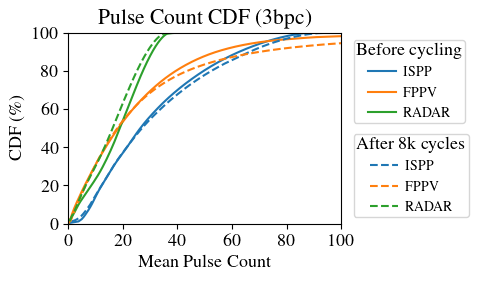 Pulse Count CDF (3bpc)
CDF (%)
100
80
60
40
20
0
0 20 40 60 80 100
Mean Pulse Count
Before cycling
ISPP
FPPV
RADAR
After 8k cycles
ISPP
FPPV
RADAR